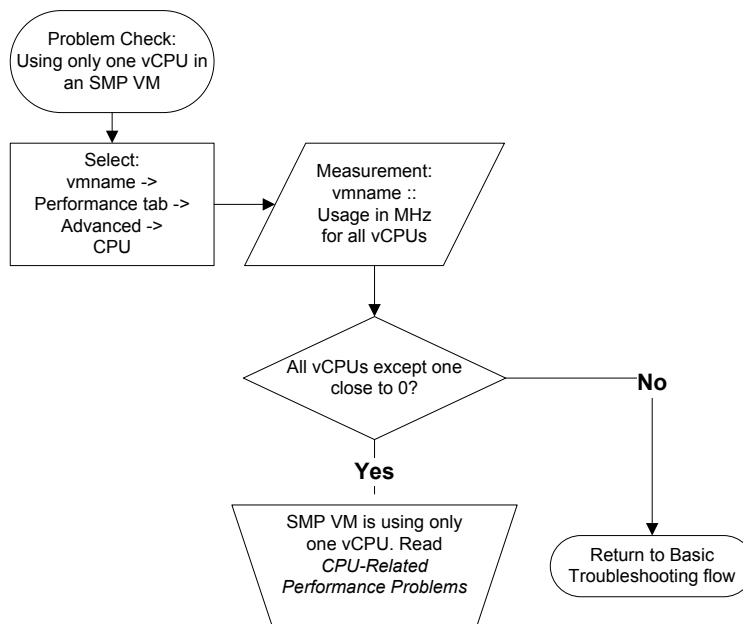 Problem Check:
Using only one vCPU in
an SMP VM
Select:
vmname ->
Performance tab ->
Advanced ->
CPU
Measurement:
vmname ::
Usage in MHz
for all vCPUs
All vCPUs except one
close to 0?
No
Yes
SMP VM is using only
one vCPU. Read
CPU-Related
Performance Problems
Return to Basic
Troubleshooting flow